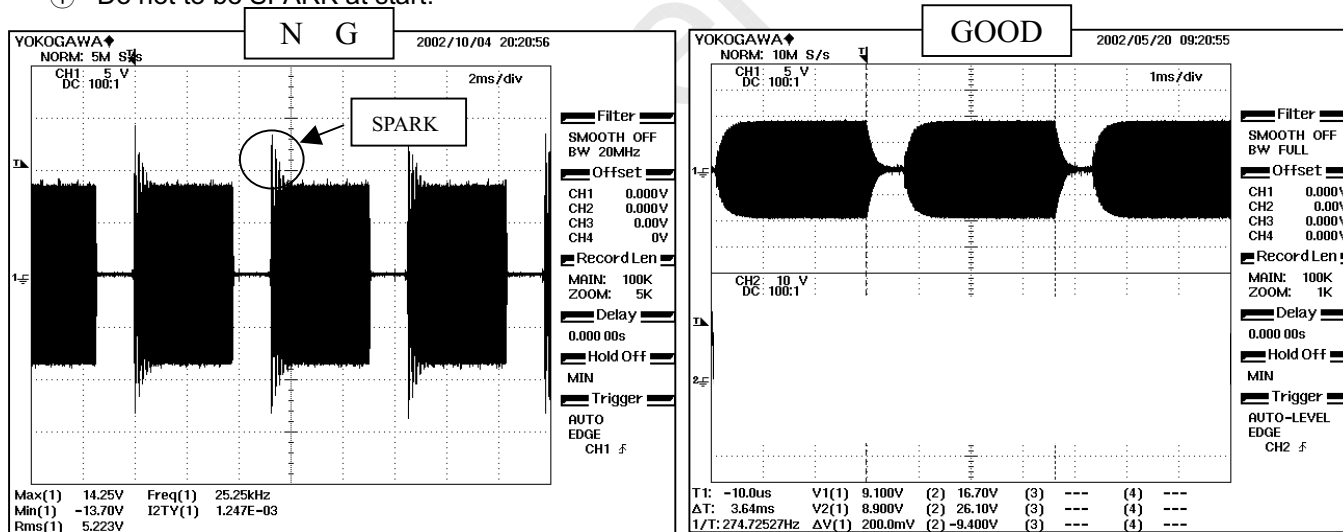 ① Do not to be SPARK at start.
N G
YOKOGAWA◆ 2002/10/04 20:20:56
NORM: 5M S/s
CH1 5 V
DC 100:1
2ms/div
SPARK
Filter
SMOOTH OFF
BW 20MHz
Offset
CH1 0.000V
CH2 0.000V
CH3 0.00V
CH4 0V
Record Len
MAIN: 100K
ZOOM: 5K
Delay
0.000 00s
Hold Off
MIN
Trigger
AUTO
EDGE
CH1
Max(1) 14.25V Freq(1) 25.25kHz
Min(1) -13.70V I2TY(1) 1.247E-03
Rms(1) 5.223V
GOOD
YOKOGAWA◆ 2002/05/20 09:20:55
NORM: 10M S/s
CH1 5 V
DC 100:1
1ms/div
CH2 10 V
DC 100:1
Filter
SMOOTH OFF
BW FULL
Offset
CH1 0.000V
CH2 0.00V
CH3 0.000V
CH4 0.000V
Record Len
MAIN: 100K
ZOOM: 1K
Delay
0.000 00s
Hold Off
MIN
Trigger
AUTO-LEVEL
EDGE
CH2
T1: -10.0us V1(1) 9.100V (2) 16.70V (3) --- (4) ---
ΔT: 3.64ms V2(1) 8.900V (2) 26.10V (3) --- (4) ---
1/T: 274.72527Hz ΔV(1) 200.0mV (2) -9.400V (3) --- (4) ---